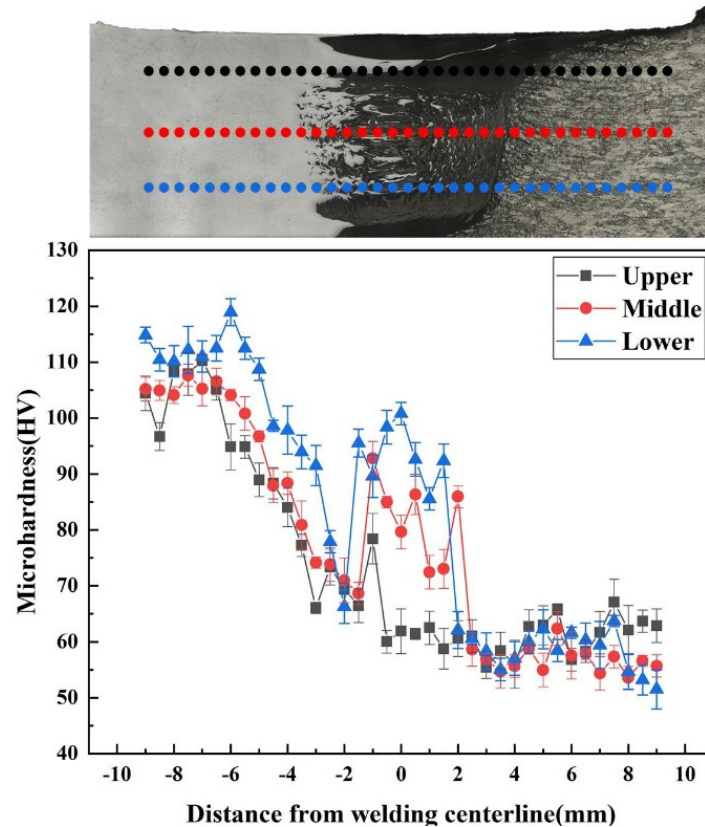 130
120
110
100
90
80
70
60
50
40
Microhardness(HV)
Upper
Middle
Lower
-10 -8 -6 -4 -2 0 2 4 6 8 10
Distance from welding centerline(mm)